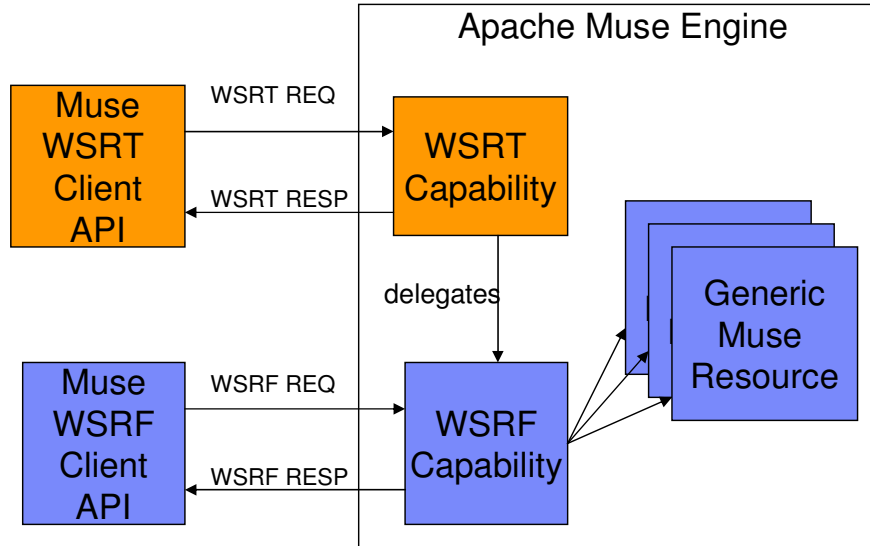 Apache Muse Engine
Muse
WSRT
Client
API
WSRT REQ
WSRT RESP
WSRT
Capability
delegates
Generic
Muse
Resource
Muse
WSRF
Client
API
WSRF REQ
WSRF RESP
WSRF
Capability